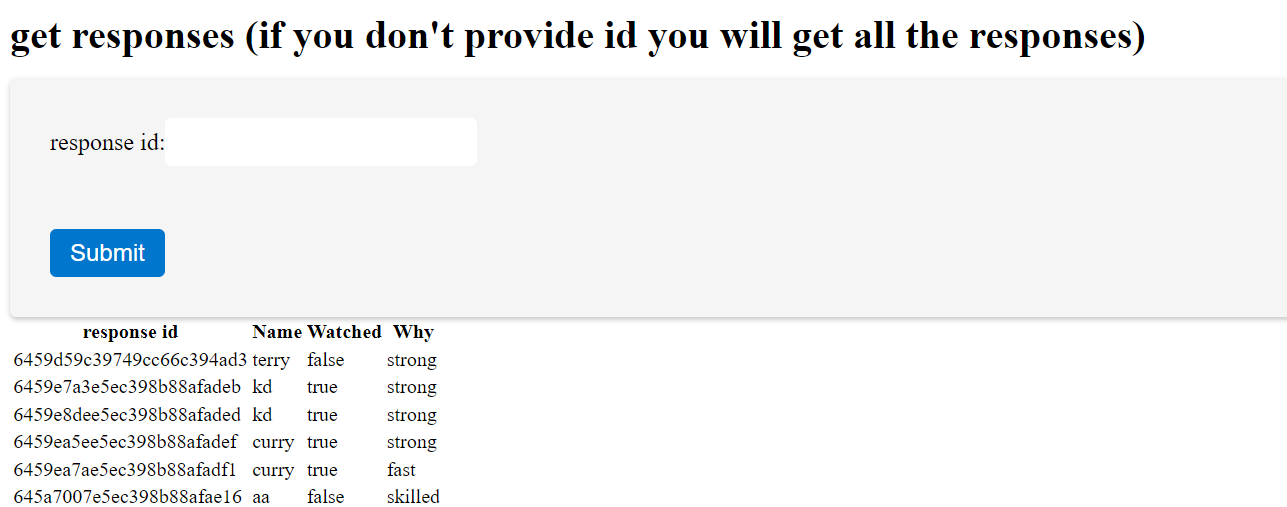 get responses (if you don't provide id you will get all the responses)
response id:
Submit
response id Name Watched Why
6459d59c39749cc66c394ad3 terry false strong
6459e7a3e5ec398b88afadeb kd true strong
6459e8dee5ec398b88afaded kd true strong
6459ea5ee5ec398b88afadef curry true strong
6459ea7ae5ec398b88afadf1 curry true fast
645a7007e5ec398b88afae16 aa false skilled